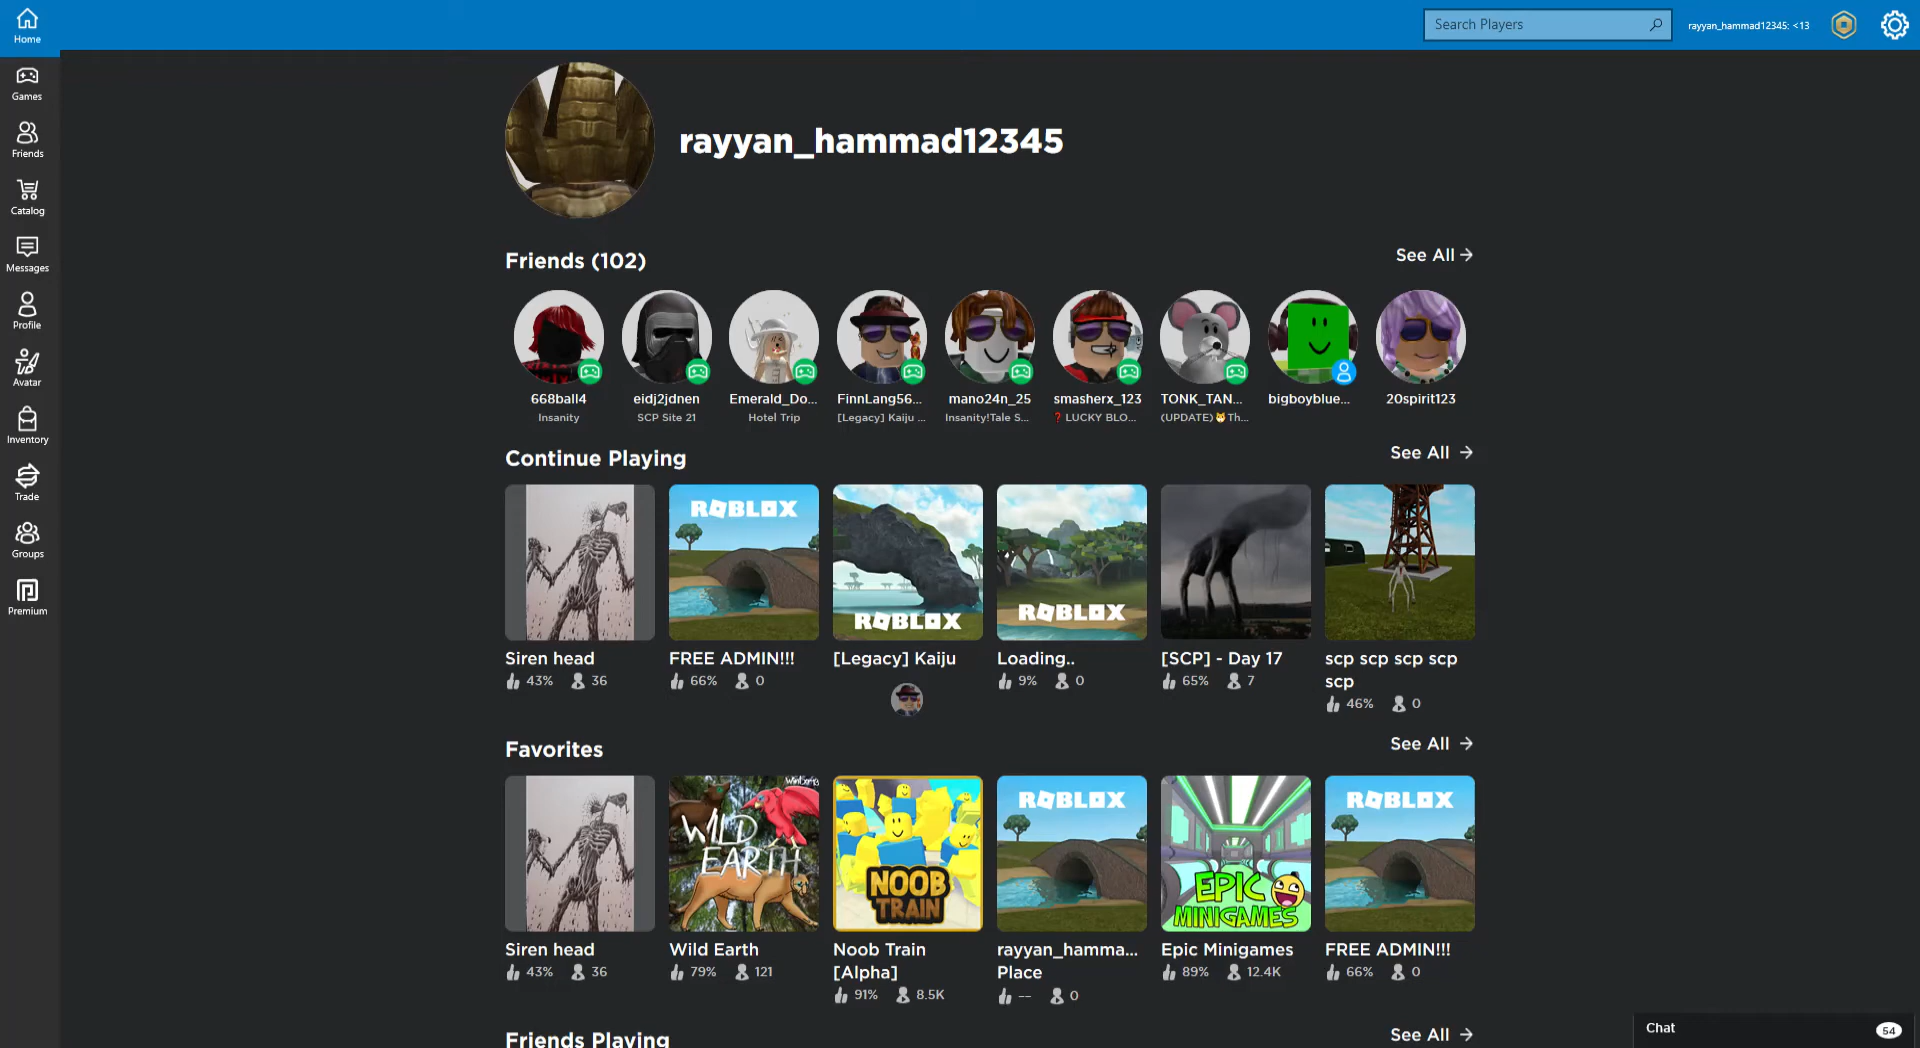 Home
Search Players
rayyan_hammad12345: <13
Games
Friends
Catalog
Messages
Profile
Avatar
Inventory
Trade
Groups
Premium
rayyan_hammad12345
Friends (102)
See All
668ball4
eidj2jdnen
Emerald_Do...
FinnLang56...
mano24n_25
smasherx_123
TONK_TAN...
bigboyblue...
20spirit123
Insanity
SCP Site 21
Hotel Trip
[Legacy] Kaiju ...
Insanity!Tale S...
❓ LUCKY BLO...
(UPDATE)🐱Th...
Continue Playing
See All
ROBLOX
ROBLOX
ROBLOX
Siren head
43% 36
FREE ADMIN!!!
66% 0
[Legacy] Kaiju
Loading..
9% 0
[SCP] - Day 17
65% 7
scp scp scp scp
scp
46% 0
Favorites
See All
WILD
EARTH
NOOB
TRAIN
ROBLOX
EPIC
MINIGAMES
ROBLOX
Siren head
43% 36
Wild Earth
79% 121
Noob Train
[Alpha]
91% 8.5K
rayyan_hamma...
Place
-- 0
Epic Minigames
89% 12.4K
FREE ADMIN!!!
66% 0
Friends Playing
See All
Chat
54